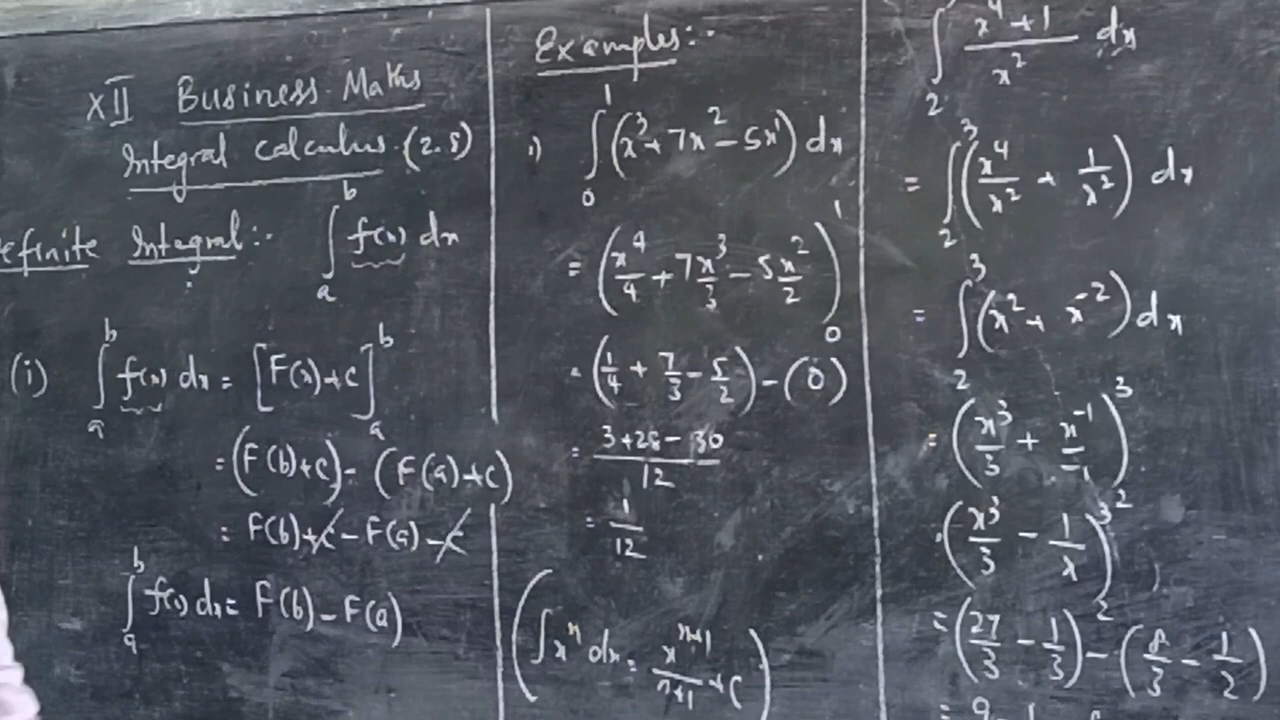 XII Business Maths
Integral calculus. (2.8)
efinite Integral:- ∫_a^b f(x) dx
(i) ∫_a^b f(x) dx = [F(x)+c]_a^b
= (F(b)+c) - (F(a)+c)
= F(b)+c - F(a) - c
∫_a^b f(x) dx = F(b) - F(a)
Examples:-
1) ∫_0^1 (x^3 + 7x^2 - 5x^1) dx
= (x^4/4 + 7x^3/3 - 5x^2/2)_0^1
= (1/4 + 7/3 - 5/2) - (0)
= (3+28-30)/12
= 1/12
(∫x^n dx = x^(n+1)/(n+1) + c)
∫_2 (x^4+1)/x^2 dx
= ∫_2^3 (x^4/x^2 + 1/x^2) dx
= ∫_2^3 (x^2 + x^-2) dx
= (x^3/3 + x^-1/-1)_2^3
= (x^3/3 - 1/x)_2^3
= (27/3 - 1/3) - (8/3 - 1/2)